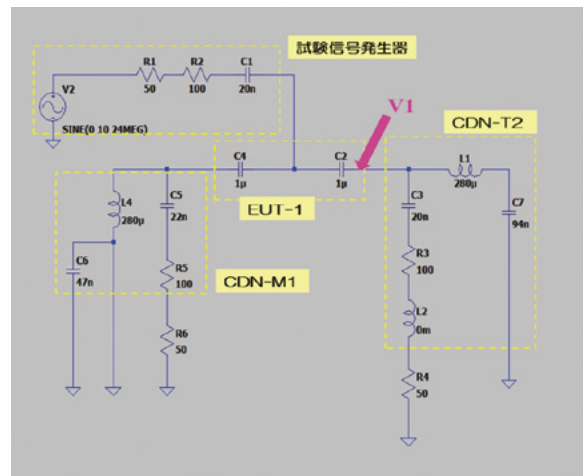 試験信号発生器
R1
50
R2
100
C1
20n
V2
SINE(0 10 24MEG)
V1
CDN-T2
C4
1μ
C2
1μ
EUT-1
L1
280μ
C3
20n
C7
94n
R3
100
L2
0m
R4
50
L4
280μ
C5
22n
C6
47n
R5
100
CDN-M1
R6
50